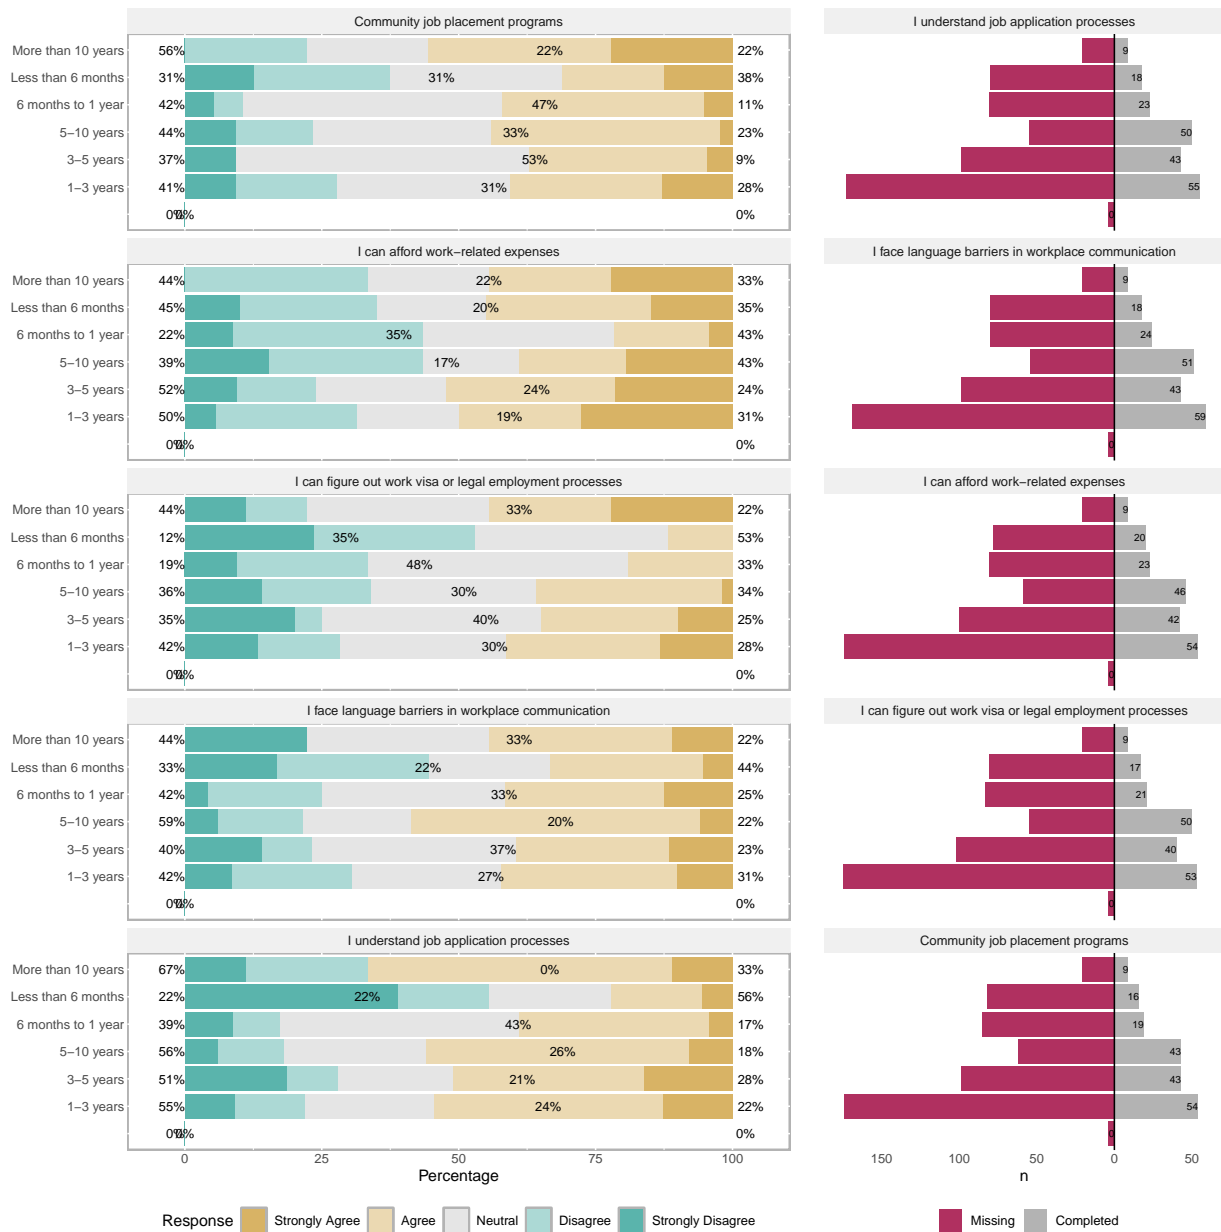 Community job placement programs
More than 10 years 56% 22% 22%
Less than 6 months 31% 31% 38%
6 months to 1 year 42% 47% 11%
5−10 years 44% 33% 23%
3−5 years 37% 53% 9%
1−3 years 41% 31% 28%
0% 0% 0%
I can afford work−related expenses
More than 10 years 44% 22% 33%
Less than 6 months 45% 20% 35%
6 months to 1 year 22% 35% 43%
5−10 years 39% 17% 43%
3−5 years 52% 24% 24%
1−3 years 50% 19% 31%
0% 0% 0%
I can figure out work visa or legal employment processes
More than 10 years 44% 33% 22%
Less than 6 months 12% 35% 53%
6 months to 1 year 19% 48% 33%
5−10 years 36% 30% 34%
3−5 years 35% 40% 25%
1−3 years 42% 30% 28%
0% 0% 0%
I face language barriers in workplace communication
More than 10 years 44% 33% 22%
Less than 6 months 33% 22% 44%
6 months to 1 year 42% 33% 25%
5−10 years 59% 20% 22%
3−5 years 40% 37% 23%
1−3 years 42% 27% 31%
0% 0% 0%
I understand job application processes
More than 10 years 67% 0% 33%
Less than 6 months 22% 22% 56%
6 months to 1 year 39% 43% 17%
5−10 years 56% 26% 18%
3−5 years 51% 21% 28%
1−3 years 55% 24% 22%
0% 0% 0%
0 25 50 75 100
Percentage
Response Strongly Agree Agree Neutral Disagree Strongly Disagree
I understand job application processes
9
18
23
50
43
55
0
I face language barriers in workplace communication
9
18
24
51
43
59
0
I can afford work−related expenses
9
20
23
46
42
54
0
I can figure out work visa or legal employment processes
9
17
21
50
40
53
0
Community job placement programs
9
16
19
43
43
54
0
150 100 50 0 50
n
Missing Completed